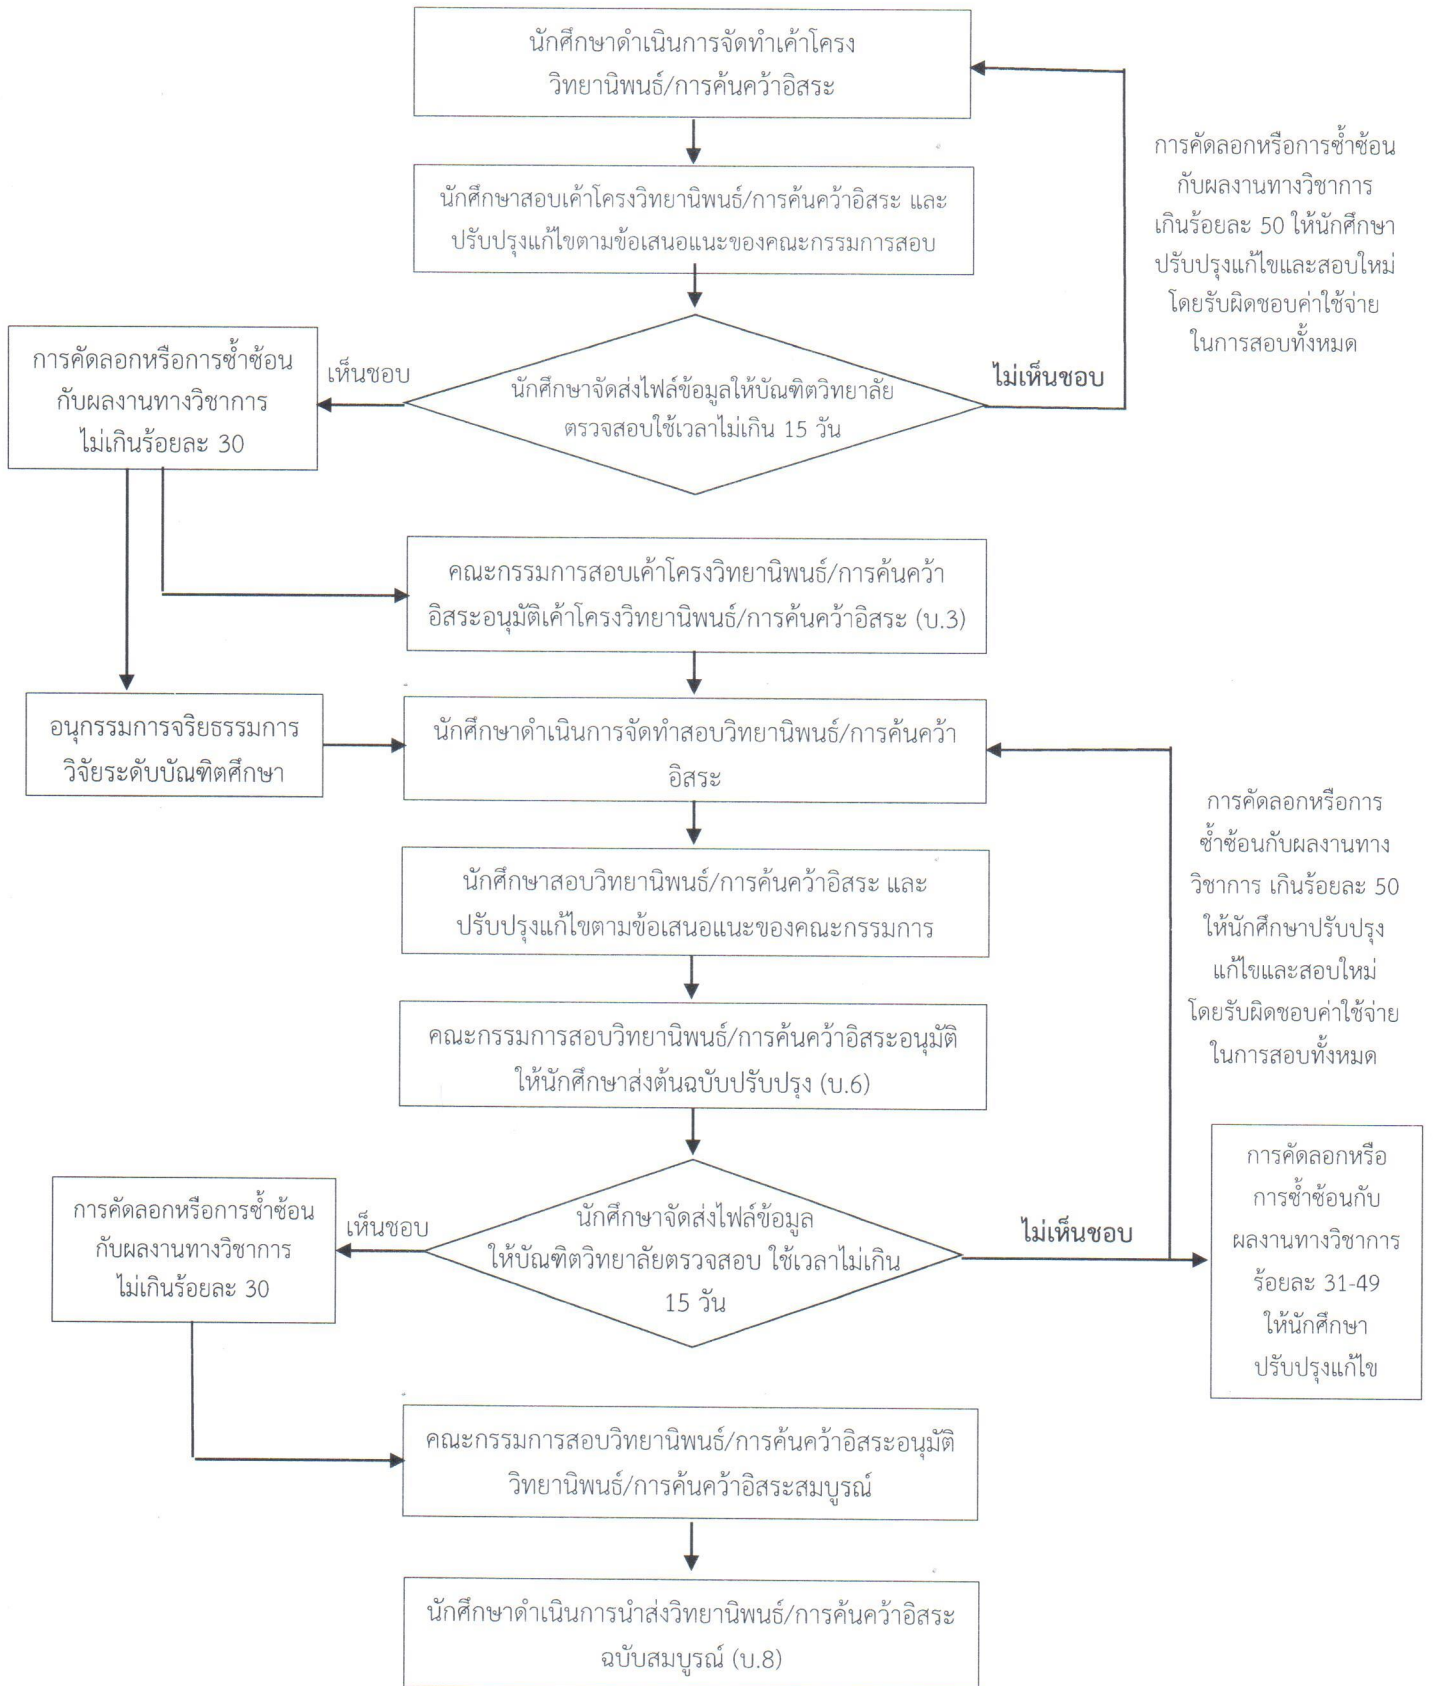 นักศึกษาดำเนินการจัดทำเค้าโครง
วิทยานิพนธ์/การค้นคว้าอิสระ
นักศึกษาสอบเค้าโครงวิทยานิพนธ์/การค้นคว้าอิสระ และ
ปรับปรุงแก้ไขตามข้อเสนอแนะของคณะกรรมการสอบ
การคัดลอกหรือการซ้ำซ้อน
กับผลงานทางวิชาการ
เกินร้อยละ 50 ให้นักศึกษา
ปรับปรุงแก้ไขและสอบใหม่
โดยรับผิดชอบค่าใช้จ่าย
ในการสอบทั้งหมด
การคัดลอกหรือการซ้ำซ้อน
กับผลงานทางวิชาการ
ไม่เกินร้อยละ 30
เห็นชอบ
นักศึกษาจัดส่งไฟล์ข้อมูลให้บัณฑิตวิทยาลัย
ตรวจสอบใช้เวลาไม่เกิน 15 วัน
ไม่เห็นชอบ
คณะกรรมการสอบเค้าโครงวิทยานิพนธ์/การค้นคว้า
อิสระอนุมัติเค้าโครงวิทยานิพนธ์/การค้นคว้าอิสระ (บ.3)
อนุกรรมการจริยธรรมการ
วิจัยระดับบัณฑิตศึกษา
นักศึกษาดำเนินการจัดทำสอบวิทยานิพนธ์/การค้นคว้า
อิสระ
การคัดลอกหรือการ
ซ้ำซ้อนกับผลงานทาง
วิชาการ เกินร้อยละ 50
ให้นักศึกษาปรับปรุง
แก้ไขและสอบใหม่
โดยรับผิดชอบค่าใช้จ่าย
ในการสอบทั้งหมด
นักศึกษาสอบวิทยานิพนธ์/การค้นคว้าอิสระ และ
ปรับปรุงแก้ไขตามข้อเสนอแนะของคณะกรรมการ
คณะกรรมการสอบวิทยานิพนธ์/การค้นคว้าอิสระอนุมัติ
ให้นักศึกษาส่งต้นฉบับปรับปรุง (บ.6)
การคัดลอกหรือการซ้ำซ้อน
กับผลงานทางวิชาการ
ไม่เกินร้อยละ 30
เห็นชอบ
นักศึกษาจัดส่งไฟล์ข้อมูล
ให้บัณฑิตวิทยาลัยตรวจสอบ ใช้เวลาไม่เกิน
15 วัน
ไม่เห็นชอบ
การคัดลอกหรือ
การซ้ำซ้อนกับ
ผลงานทางวิชาการ
ร้อยละ 31-49
ให้นักศึกษา
ปรับปรุงแก้ไข
คณะกรรมการสอบวิทยานิพนธ์/การค้นคว้าอิสระอนุมัติ
วิทยานิพนธ์/การค้นคว้าอิสระสมบูรณ์
นักศึกษาดำเนินการนำส่งวิทยานิพนธ์/การค้นคว้าอิสระ
ฉบับสมบูรณ์ (บ.8)